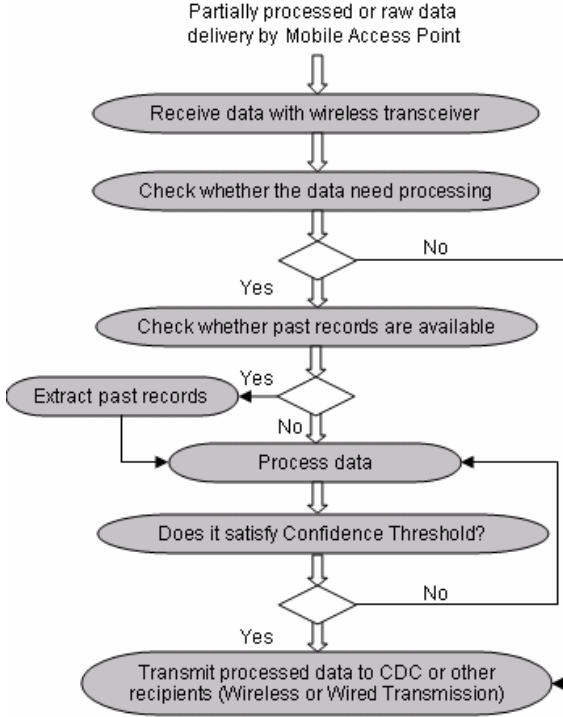 Partially processed or raw data
delivery by Mobile Access Point
Receive data with wireless transceiver
Check whether the data need processing
No
Yes
Check whether past records are available
Yes
Extract past records
No
Process data
Does it satisfy Confidence Threshold?
No
Yes
Transmit processed data to CDC or other
recipients (Wireless or Wired Transmission)